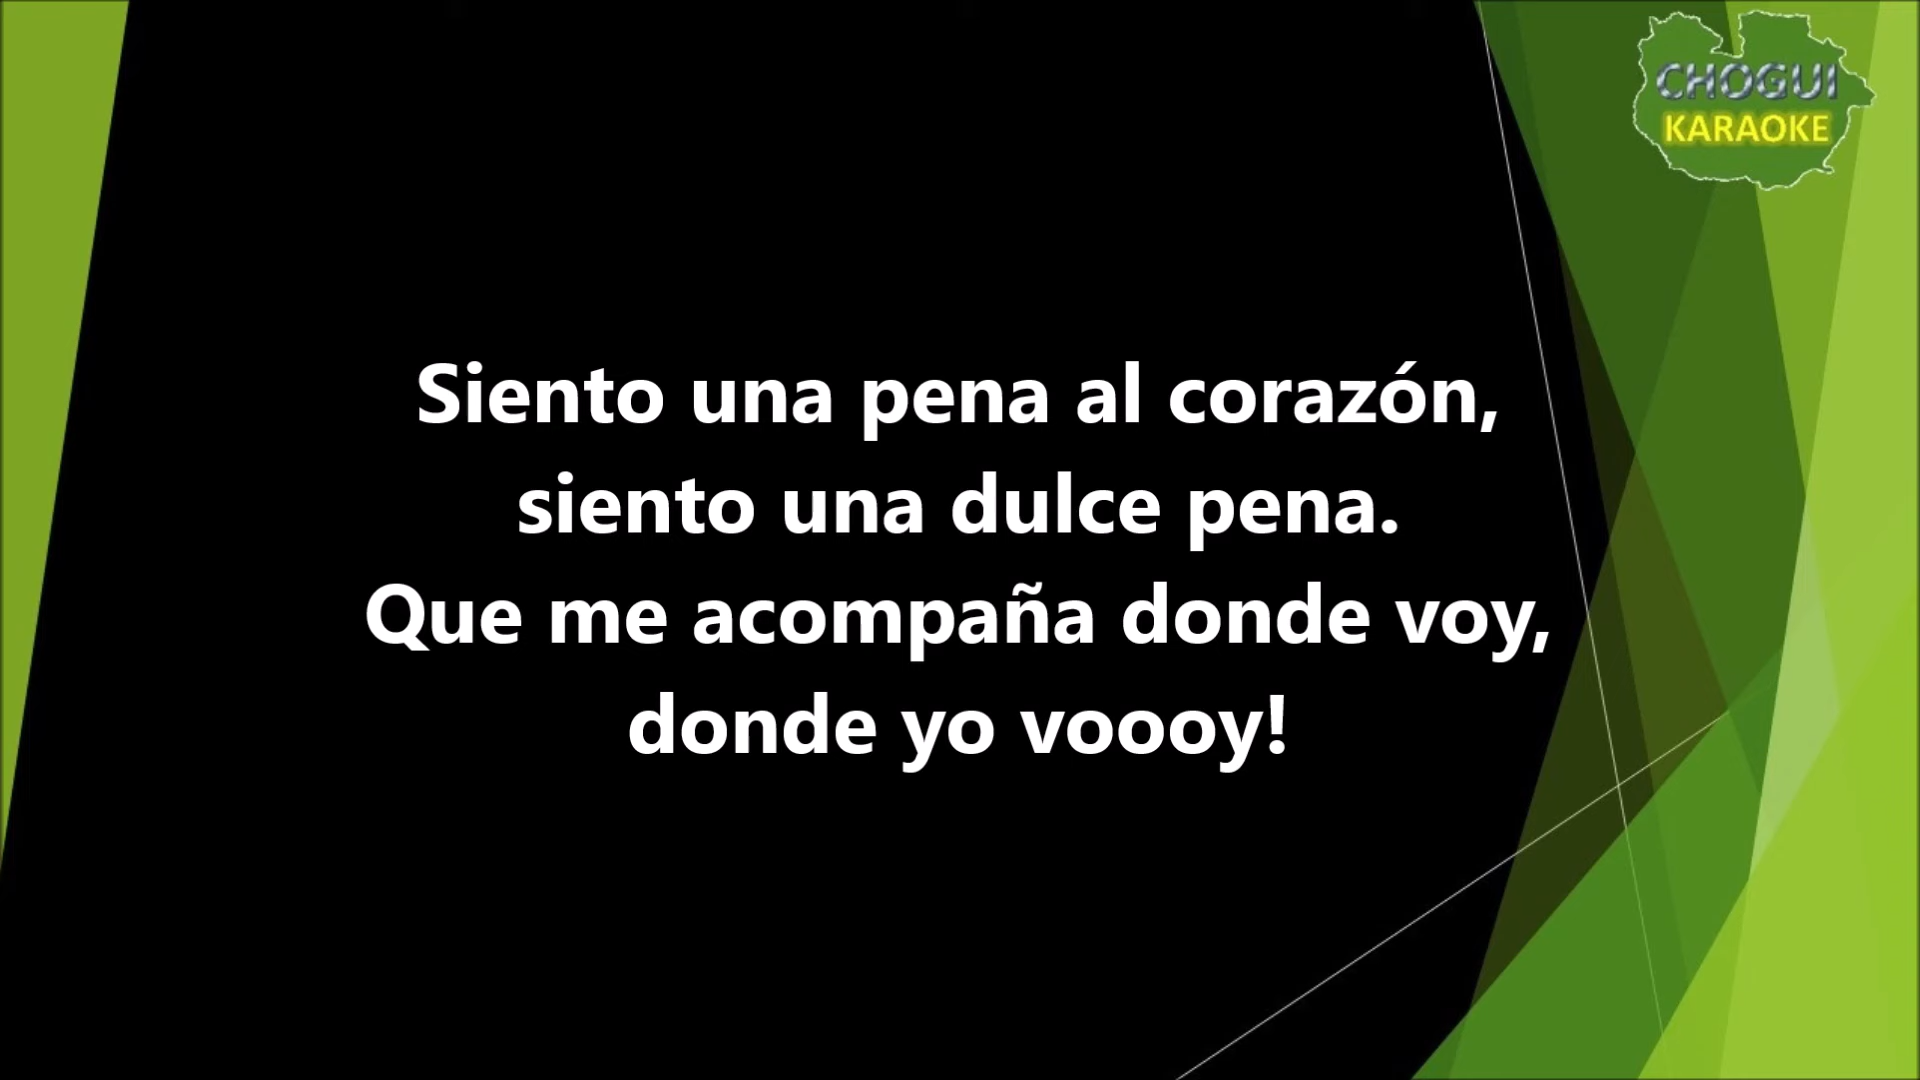 CHOGUI
KARAOKE
Siento una pena al corazón,
siento una dulce pena.
Que me acompaña donde voy,
donde yo voooy!